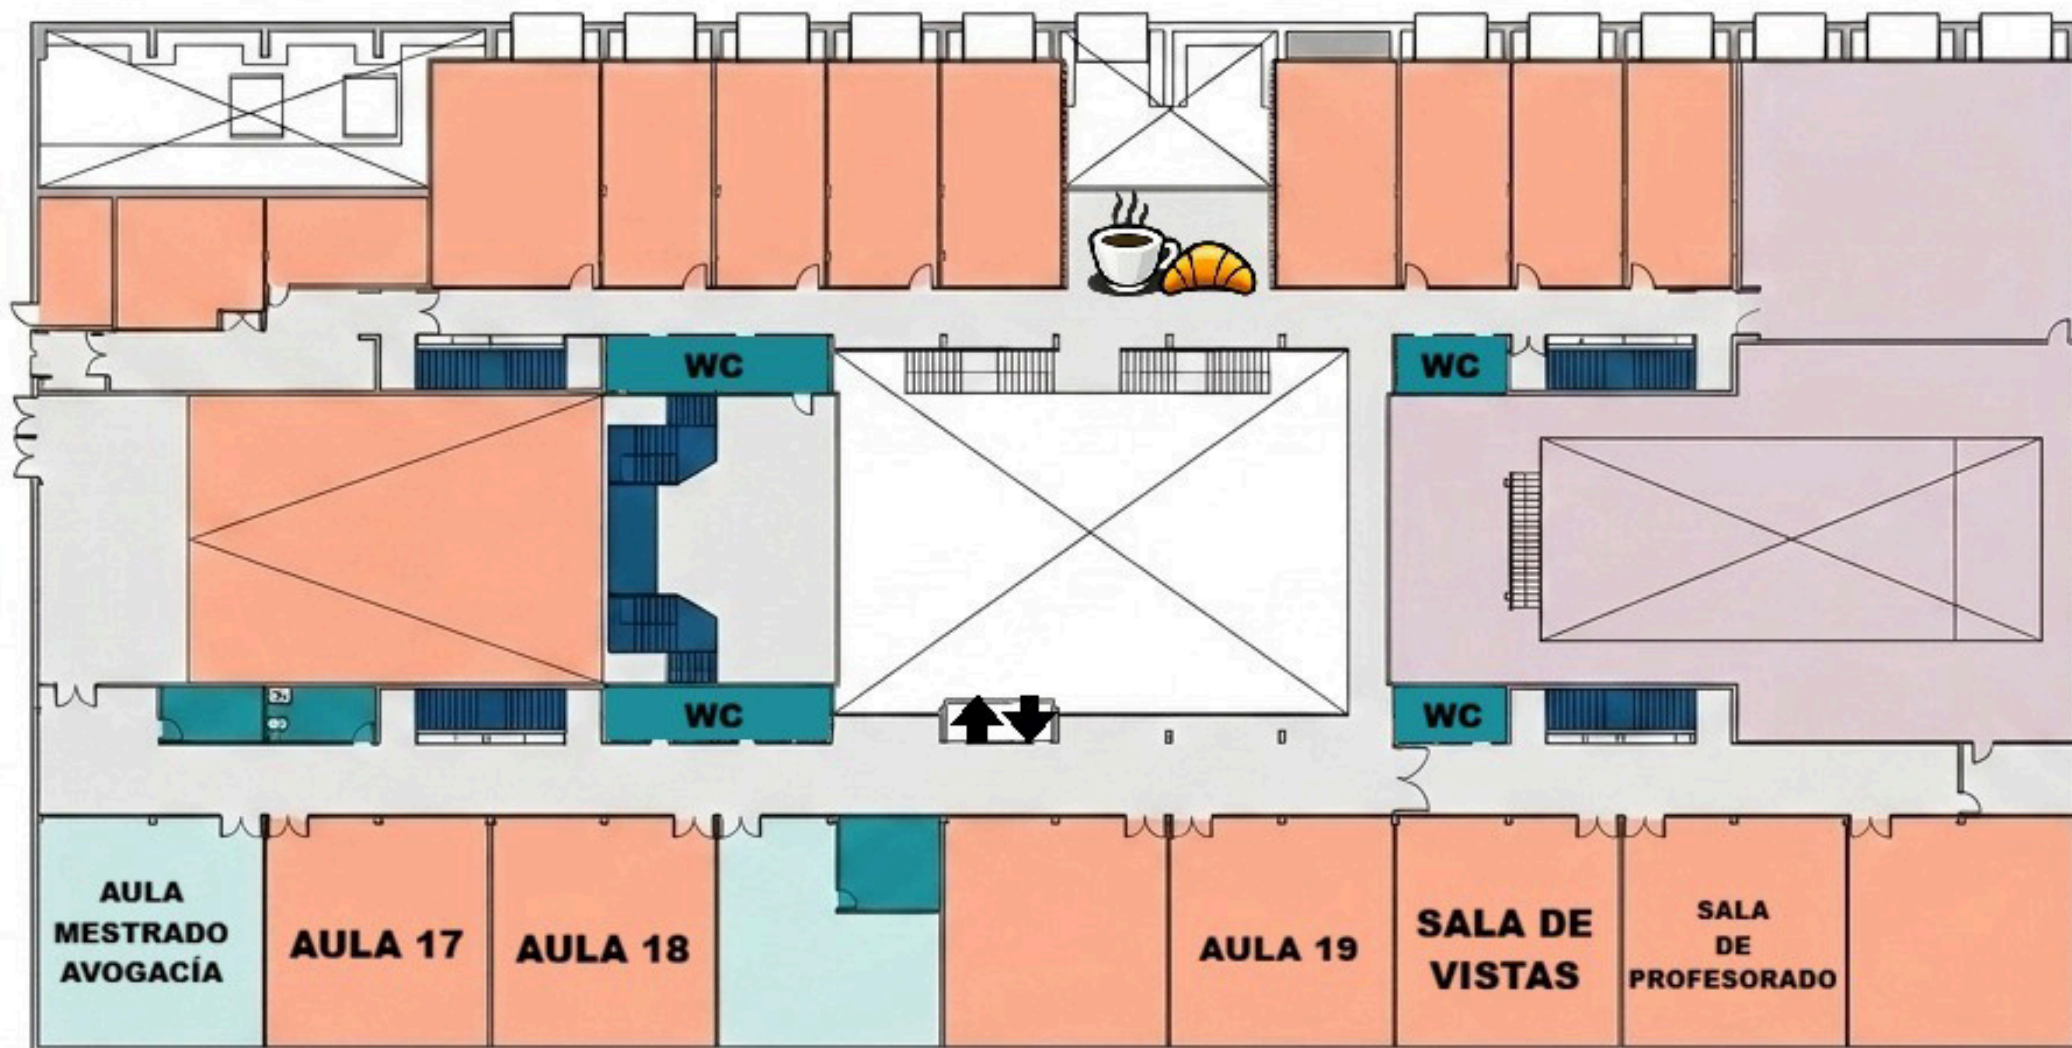 WC
WC
WC
WC
AULA
MESTRADO
AVOGACÍA
AULA 17
AULA 18
AULA 19
SALA DE
VISTAS
SALA
DE
PROFESORADO